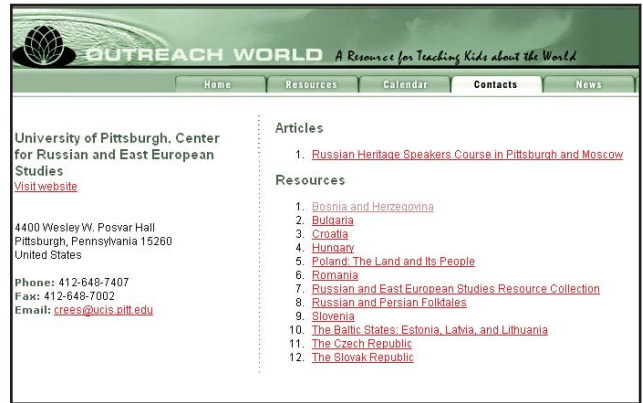 OUTREACH WORLD A Resource for Teaching Kids about the World
Home Resources Calendar Contacts News
University of Pittsburgh, Center
for Russian and East European
Studies
Visit website
4400 Wesley W. Posvar Hall
Pittsburgh, Pennsylvania 15260
United States
Phone: 412-648-7407
Fax: 412-648-7002
Email: crees@ucis.pitt.edu
Articles
1. Russian Heritage Speakers Course in Pittsburgh and Moscow
Resources
1. Bosnia and Herzegovina
2. Bulgaria
3. Croatia
4. Hungary
5. Poland: The Land and Its People
6. Romania
7. Russian and East European Studies Resource Collection
8. Russian and Persian Folktales
9. Slovenia
10. The Baltic States: Estonia, Latvia, and Lithuania
11. The Czech Republic
12. The Slovak Republic